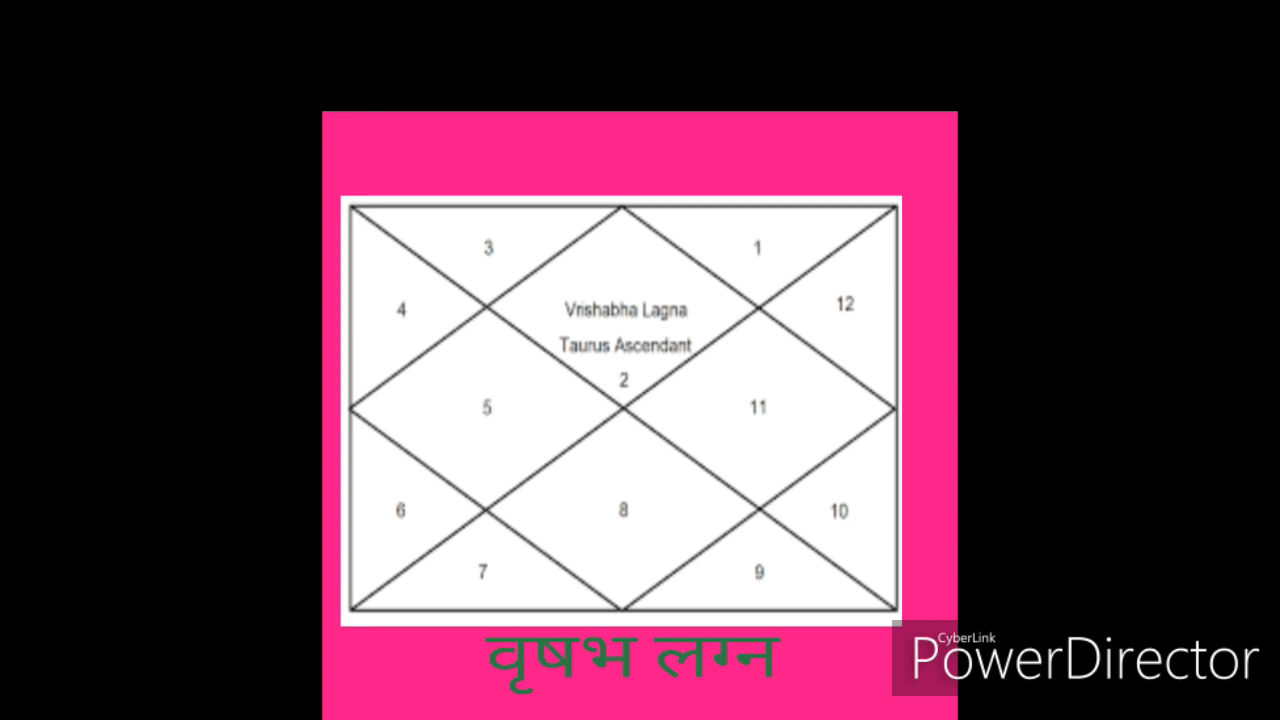 3
1
4
12
Vrishabha Lagna
Taurus Ascendant
2
5
11
6
8
10
7
9
वृषभ लग्न
CyberLink
PowerDirector